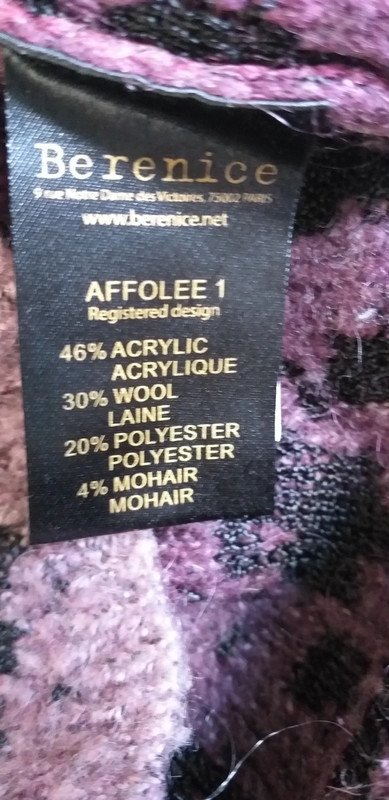 Berenice
9 rue Notre Dame des Victoires, 75002 PARIS
www.berenice.net
AFFOLEE 1
Registered design
46% ACRYLIC
ACRYLIQUE
30% WOOL
LAINE
20% POLYESTER
POLYESTER
4% MOHAIR
MOHAIR